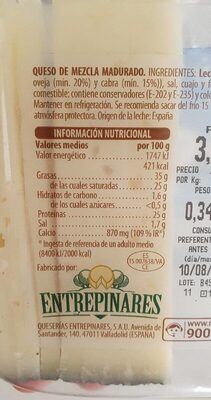 QUESO DE MEZCLA MADURADO. INGREDIENTES: Lec
oveja (mín. 20%) y cabra (mín. 15%)), sal, cuajo y f
comestible: contiene conservadores (E-202 y E-235) y colo
Mantener en refrigeración. Se recomienda sacar del frío 15
atmósfera protectora. Origen de la leche: España
INFORMACIÓN NUTRICIONAL
Valores medios por 100 g
Valor energético 1747 kJ
421 kcal
Grasas 35 g
de las cuales saturadas 25 g
Hidratos de carbono 1,6 g
de los cuales azúcares <0,5 g
Proteínas 25 g
Sal 1,7 g
Calcio 870 mg (109% IR*)
* Ingesta de referencia de un adulto medio
(8400 kJ/2000 kcal)
Fabricado por:
ES
15.007638/VA
CE
ENTREPINARES
QUESERÍAS ENTREPINARES, S.A.U. Avenida de
Santander, 140. 47011 Valladolid (ESPAÑA)
3,
PRECIO
POR Kg.
PESO
0,34
CONSU
PREFERENT
ANTES
(día/mes
10/08/
LOTE: 845
11
900